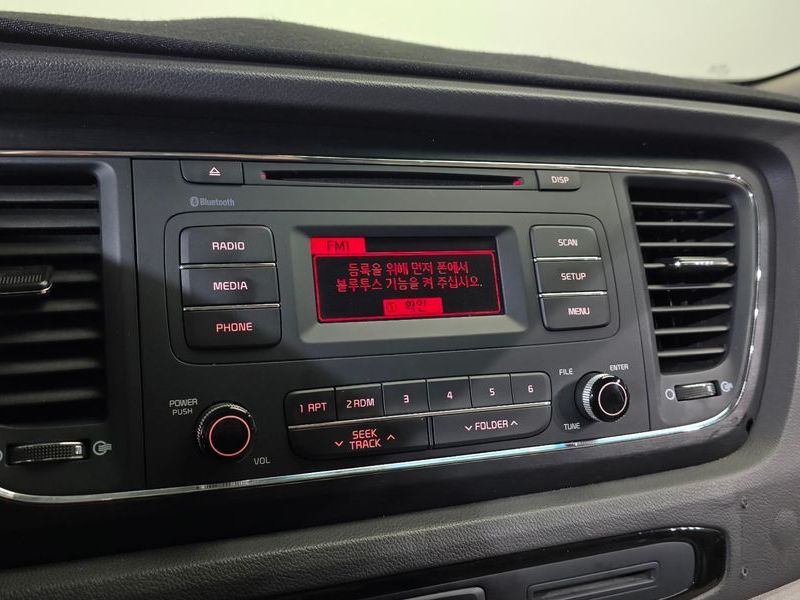 DISP
Bluetooth
RADIO
MEDIA
PHONE
FM1
등록을 위해 먼저 폰에서
블루투스 기능을 켜 주십시오.
① 확인
SCAN
SETUP
MENU
POWER
PUSH
VOL
1 RPT
2 RDM
3
4
5
6
SEEK
TRACK
FOLDER
FILE
ENTER
TUNE